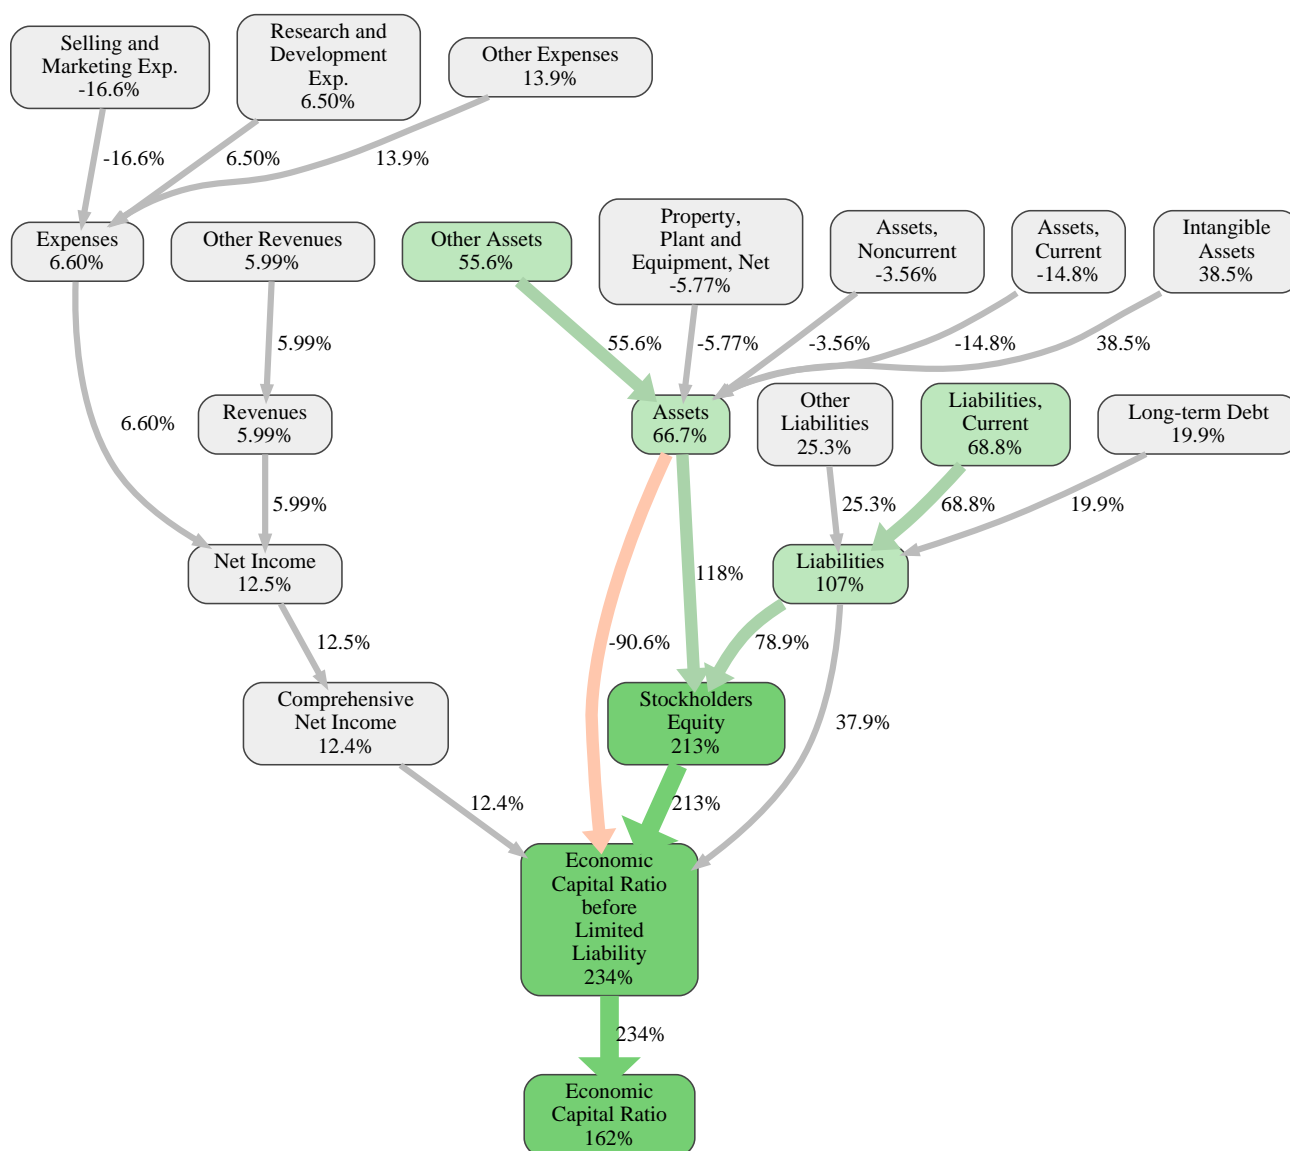 Selling and
Marketing Exp.
-16.6%
Research and
Development
Exp.
6.50%
Other Expenses
13.9%
-16.6%
6.50%
13.9%
Expenses
6.60%
Other Revenues
5.99%
Other Assets
55.6%
Property,
Plant and
Equipment, Net
-5.77%
Assets,
Noncurrent
-3.56%
Assets,
Current
-14.8%
Intangible
Assets
38.5%
5.99%
55.6%
-5.77%
-3.56%
-14.8%
38.5%
6.60%
Revenues
5.99%
Assets
66.7%
Other
Liabilities
25.3%
Liabilities,
Current
68.8%
Long-term Debt
19.9%
5.99%
25.3%
68.8%
19.9%
Net Income
12.5%
118%
Liabilities
107%
12.5%
-90.6%
78.9%
Comprehensive
Net Income
12.4%
Stockholders
Equity
213%
37.9%
12.4%
213%
Economic
Capital Ratio
before
Limited
Liability
234%
234%
Economic
Capital Ratio
162%